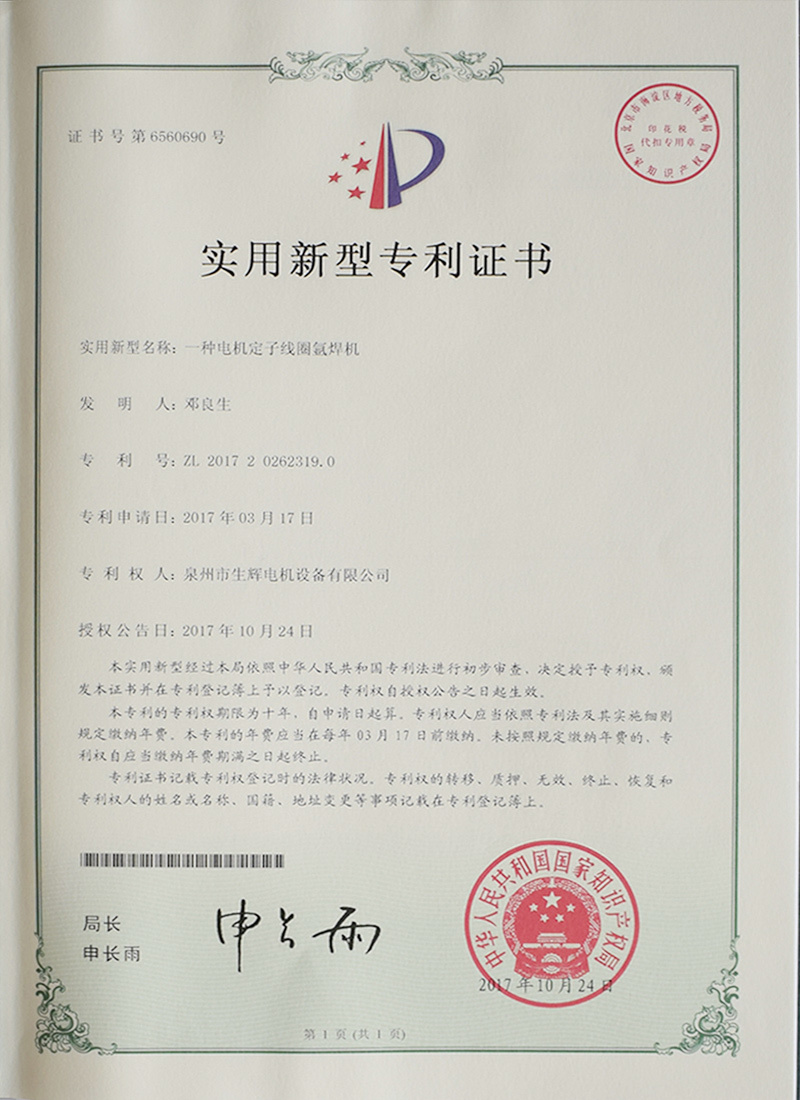 证书号第6560690号
北京市海淀区地方税务局
印花税
代扣专用章
国家知识产权局
实用新型专利证书
实用新型名称：一种电机定子线圈氩焊机
发明人：邓良生
专利号：ZL 2017 2 0262319.0
专利申请日：2017年03月17日
专利权人：泉州市生辉电机设备有限公司
授权公告日：2017年10月24日
本实用新型经过本局依照中华人民共和国专利法进行初步审查，决定授予专利权，颁
发本证书并在专利登记簿上予以登记。专利权自授权公告之日起生效。
本专利的专利权期限为十年，自申请日起算。专利权人应当依照专利法及其实施细则
规定缴纳年费。本专利的年费应当在每年03月17日前缴纳。未按照规定缴纳年费的，专
利权自应当缴纳年费期满之日起终止。
专利证书记载专利权登记时的法律状况。专利权的转移、质押、无效、终止、恢复和
专利权人的姓名或名称、国籍、地址变更等事项记载在专利登记簿上。
局长
申长雨
申长雨
中华人民共和国国家知识产权局
2017年10月24日
第1页(共1页)